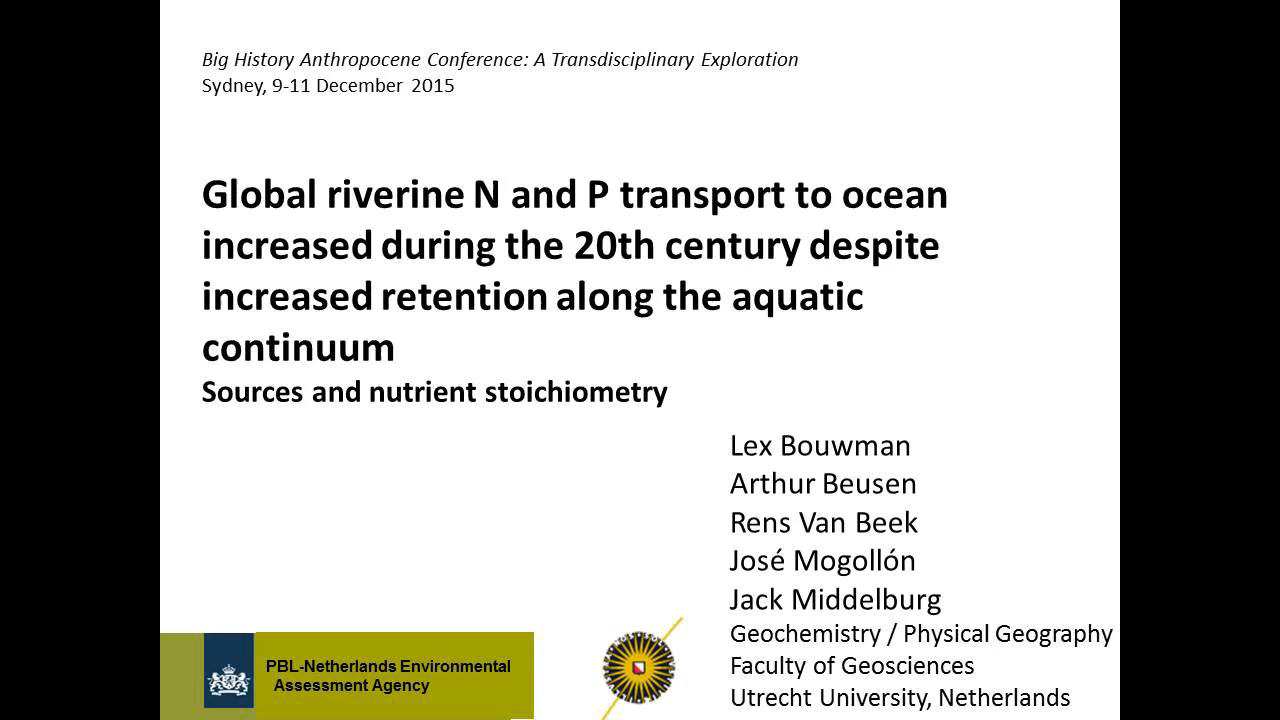 Big History Anthropocene Conference: A Transdisciplinary Exploration
Sydney, 9-11 December 2015
Global riverine N and P transport to ocean
increased during the 20th century despite
increased retention along the aquatic
continuum
Sources and nutrient stoichiometry
Lex Bouwman
Arthur Beusen
Rens Van Beek
José Mogollón
Jack Middelburg
Geochemistry / Physical Geography
Faculty of Geosciences
Utrecht University, Netherlands
PBL-Netherlands Environmental
Assessment Agency